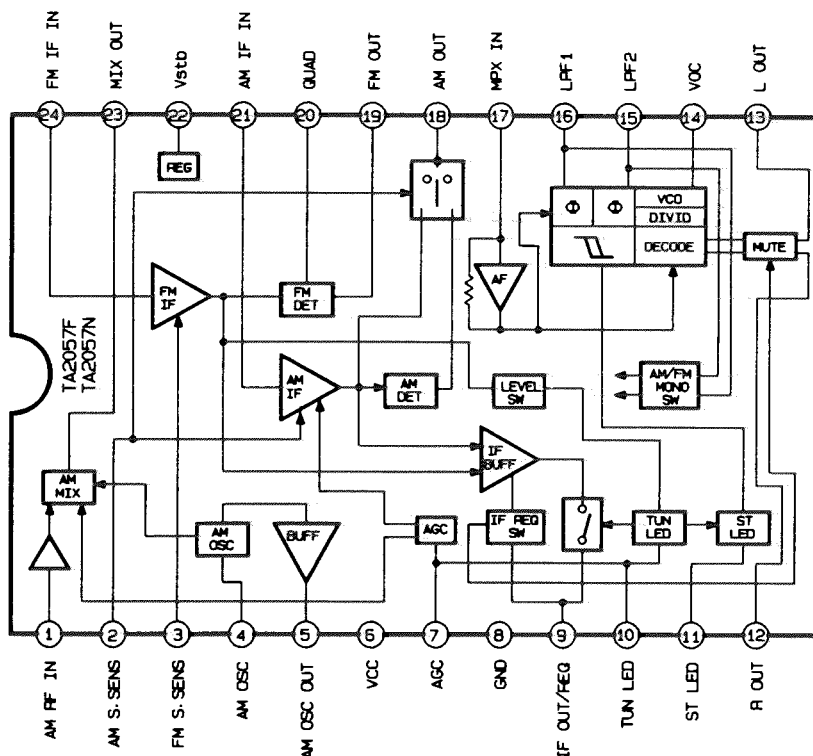 FM IF IN
MIX OUT
Vstb
AM IF IN
QUAD
FM OUT
AM OUT
MPX IN
LPF1
LPF2
VOC
L OUT
24
23
22
21
20
19
18
17
16
15
14
13
REG
Φ
Φ
VCO
DIVID
DECODE
MUTE
FM
IF
FM
DET
AF
TA2057F
TA2057N
AM
IF
AM
DET
LEVEL
SW
AM/FM
MONO
SW
IF
BUFF
AM
MIX
AM
OSC
BUFF
AGC
IF REQ
SW
TUN
LED
ST
LED
1
2
3
4
5
6
7
8
9
10
11
12
AM RF IN
AM S.SENS
FM S.SENS
AM OSC
AM OSC OUT
VCC
AGC
GND
IF OUT/REQ
TUN LED
ST LED
R OUT